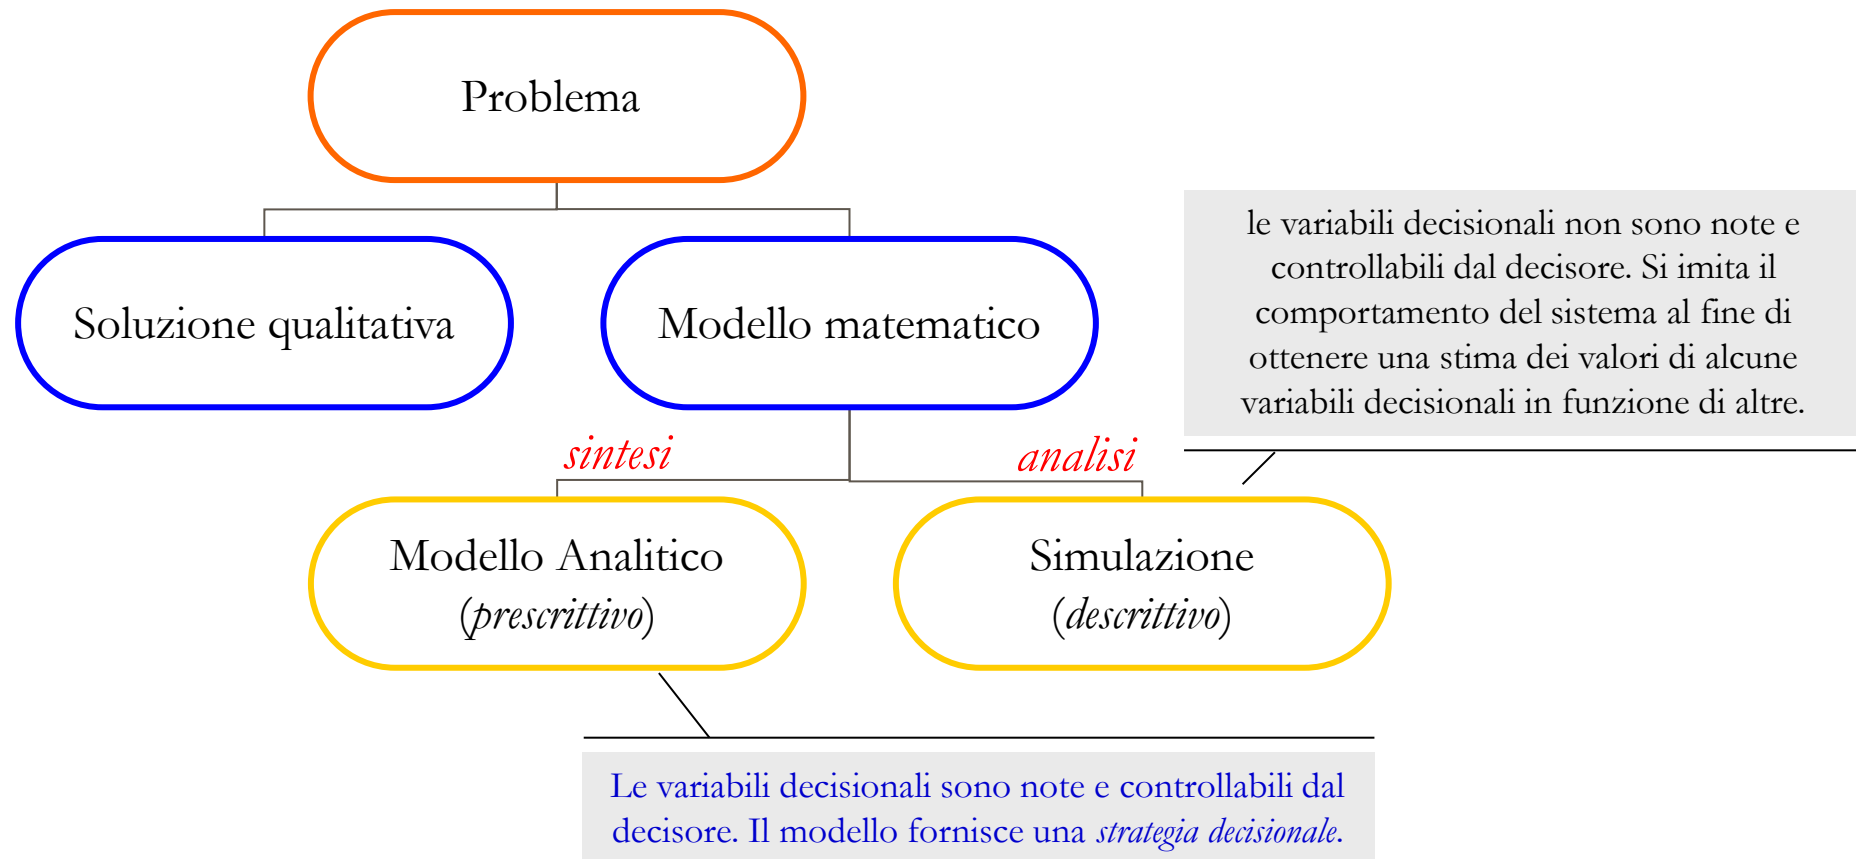 Problema
Soluzione qualitativa
Modello matematico
le variabili decisionali non sono note e
controllabili dal decisore. Si imita il
comportamento del sistema al fine di
ottenere una stima dei valori di alcune
variabili decisionali in funzione di altre.
sintesi
analisi
Modello Analitico
(prescrittivo)
Simulazione
(descrittivo)
Le variabili decisionali sono note e controllabili dal
decisore. Il modello fornisce una strategia decisionale.